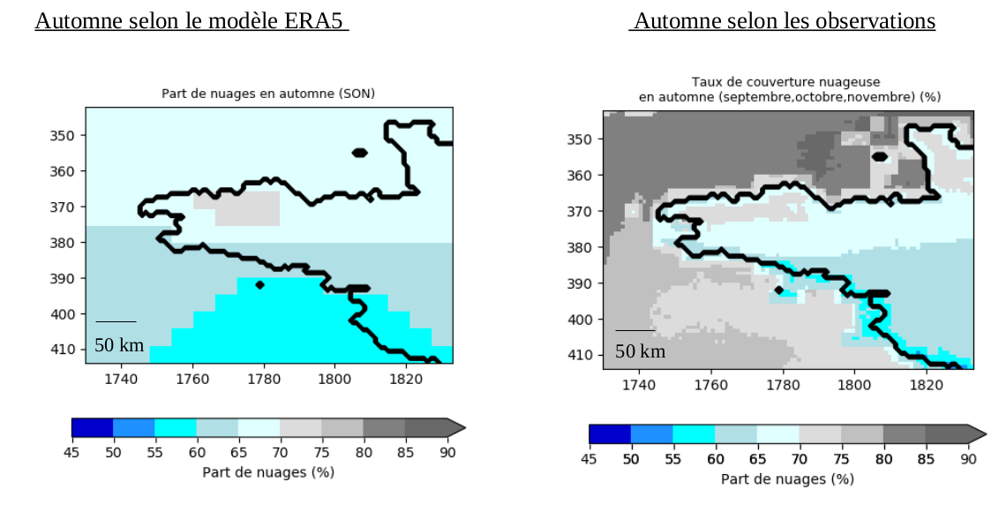 Automne selon le modèle ERA5
Automne selon les observations
Part de nuages en automne (SON)
350
360
370
380
390
400
410
50 km
1740 1760 1780 1800 1820
45 50 55 60 65 70 75 80 85 90
Part de nuages (%)
Taux de couverture nuageuse
en automne (septembre,octobre,novembre) (%)
350
360
370
380
390
400
410
50 km
1740 1760 1780 1800 1820
45 50 55 60 65 70 75 80 85 90
Part de nuages (%)